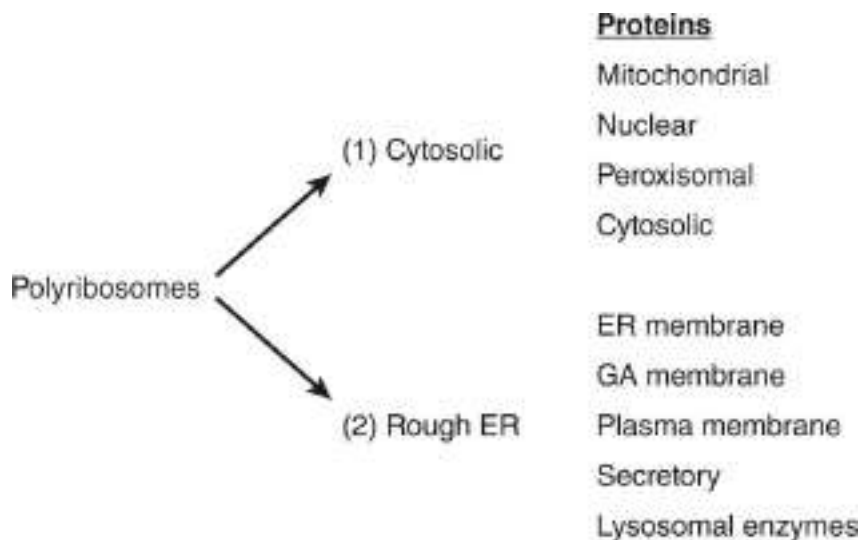 Proteins
Mitochondrial
Nuclear
(1) Cytosolic
Peroxisomal
Cytosolic
Polyribosomes
ER membrane
GA membrane
(2) Rough ER
Plasma membrane
Secretory
Lysosomal enzymes